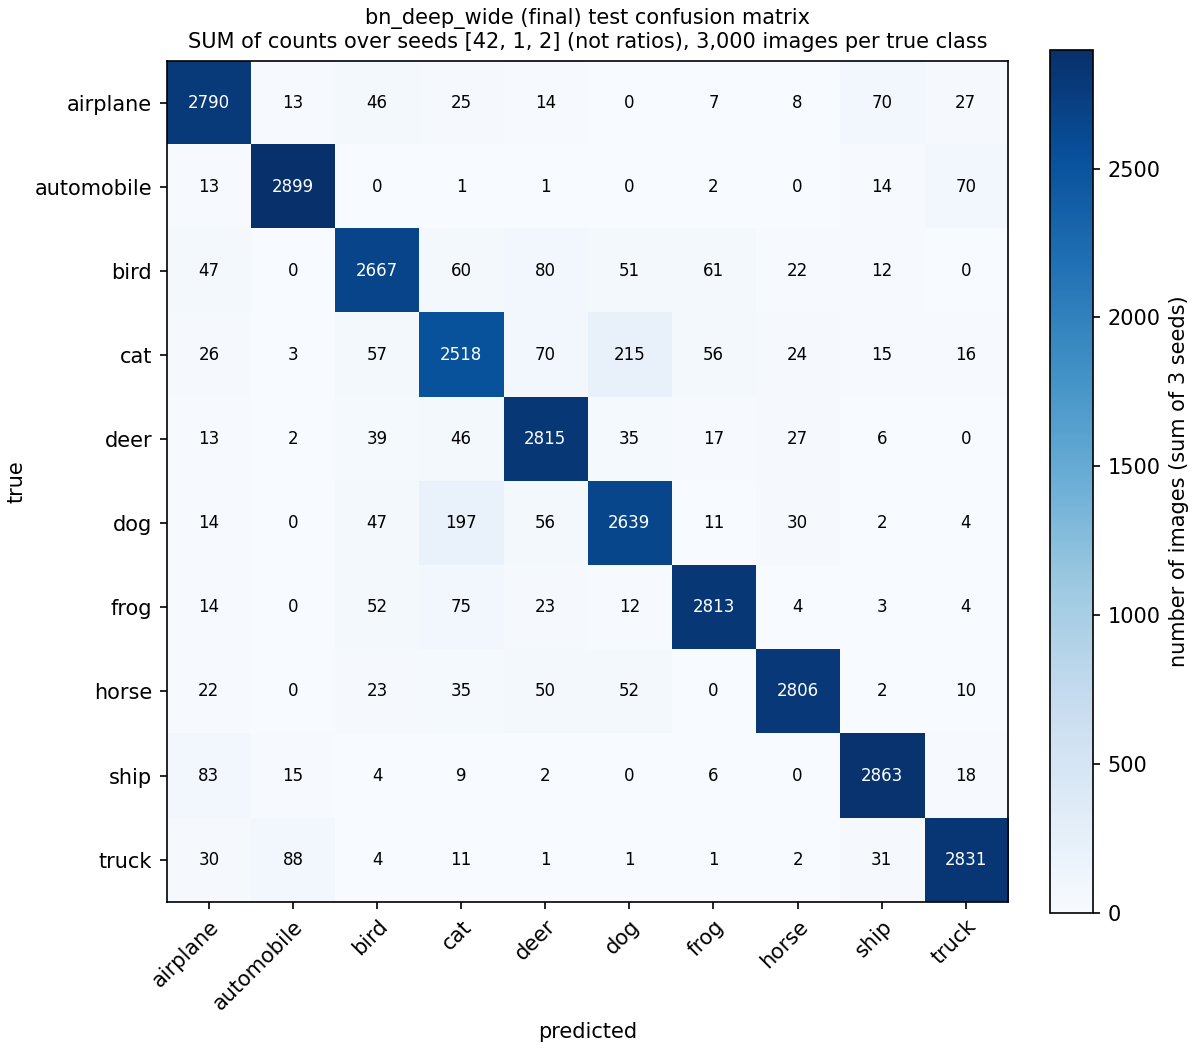 bn_deep_wide (final) test confusion matrix
SUM of counts over seeds [42, 1, 2] (not ratios), 3,000 images per true class
airplane 2790 13 46 25 14 0 7 8 70 27
automobile 13 2899 0 1 1 0 2 0 14 70
bird 47 0 2667 60 80 51 61 22 12 0
cat 26 3 57 2518 70 215 56 24 15 16
deer 13 2 39 46 2815 35 17 27 6 0
dog 14 0 47 197 56 2639 11 30 2 4
frog 14 0 52 75 23 12 2813 4 3 4
horse 22 0 23 35 50 52 0 2806 2 10
ship 83 15 4 9 2 0 6 0 2863 18
truck 30 88 4 11 1 1 1 2 31 2831
airplane automobile bird cat deer dog frog horse ship truck
predicted
true
2500
2000
1500
1000
500
0
number of images (sum of 3 seeds)